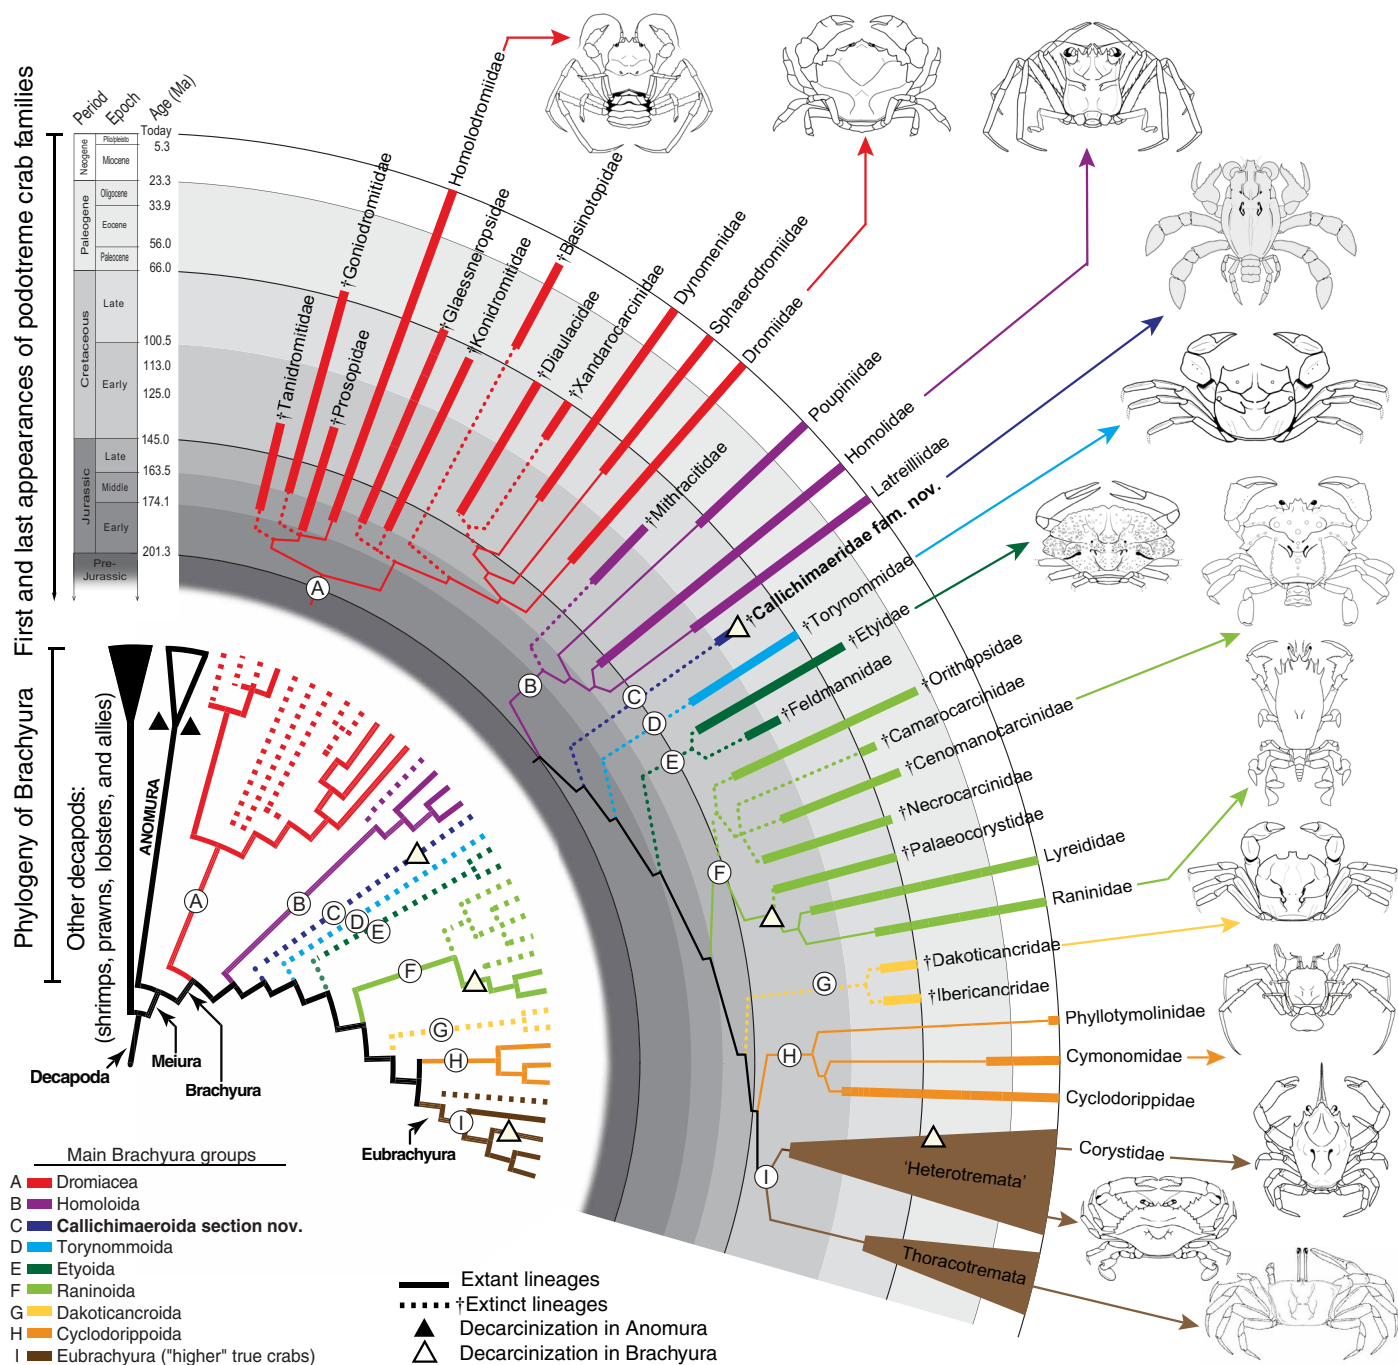 First and last appearances of podotreme crab families
Period
Epoch
Age (Ma)
Today
Neogene
Plio/pleisto
5.3
Miocene
23.3
Paleogene
Oligocene
33.9
Eocene
56.0
Paleocene
66.0
Cretaceous
Late
100.5
113.0
Early
125.0
145.0
Jurassic
Late
163.5
Middle
174.1
Early
201.3
Pre-
Jurassic
†Tanidromitidae
†Goniodromitidae
†Prosopidae
Homolodromiidae
†Glaessneropsidae
†Konidromitidae
†Basinotopidae
†Diaulacidae
†Xandarocarcinidae
Dynomenidae
Sphaerodromiidae
Dromiidae
†Mithracitidae
Poupiniidae
Homolidae
Latreilliidae
†Callichimaeridae fam. nov.
†Torynommidae
†Etyidae
†Feldmannidae
†Orithopsidae
†Camarocarcinidae
†Cenomanocarcinidae
†Necrocarcinidae
†Palaeocorystidae
Lyreididae
Raninidae
†Dakoticancridae
†Ibericancridae
Phyllotymolinidae
Cymonomidae
Cyclodorippidae
Corystidae
'Heterotremata'
Thoracotremata
A
B
C
D
E
F
G
H
I
Phylogeny of Brachyura
Other decapods:
(shrimps, prawns, lobsters, and allies)
ANOMURA
A
B
C
D
E
F
G
H
I
Decapoda
Meiura
Brachyura
Eubrachyura
Main Brachyura groups
A Dromiacea
B Homoloida
C Callichimaeroida section nov.
D Torynommoida
E Etyoida
F Raninoida
G Dakoticancroida
H Cyclodorippoida
I Eubrachyura ("higher" true crabs)
Extant lineages
†Extinct lineages
Decarcinization in Anomura
Decarcinization in Brachyura